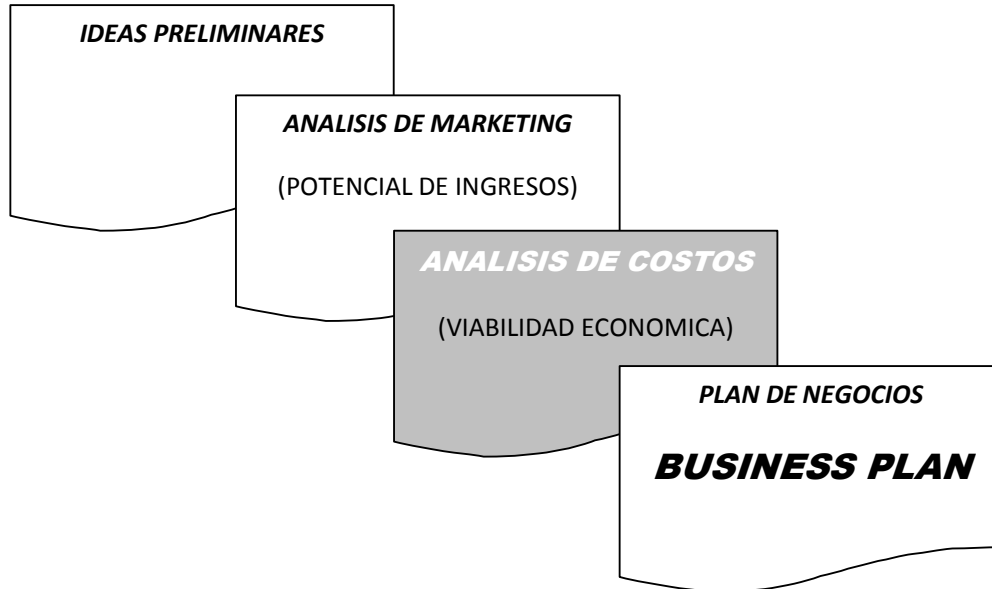 IDEAS PRELIMINARES
ANALISIS DE MARKETING
(POTENCIAL DE INGRESOS)
ANALISIS DE COSTOS
(VIABILIDAD ECONOMICA)
PLAN DE NEGOCIOS
BUSINESS PLAN